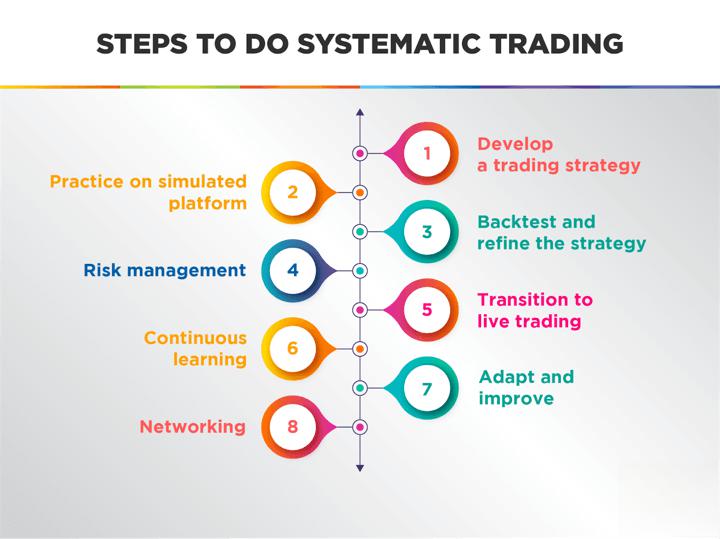 STEPS TO DO SYSTEMATIC TRADING
1
Develop
a trading strategy
Practice on simulated
platform
2
3
Backtest and
refine the strategy
Risk management
4
5
Transition to
live trading
Continuous
learning
6
7
Adapt and
improve
Networking
8